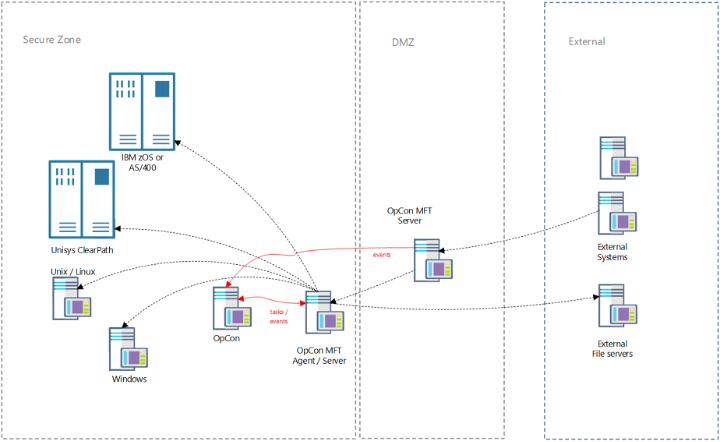 Secure Zone
DMZ
External
IBM zOS or
AS/400
Unisys ClearPath
Unix / Linux
Windows
OpCon
tasks /
events
OpCon MFT
Agent / Server
events
OpCon MFT
Server
External
Systems
External
File servers